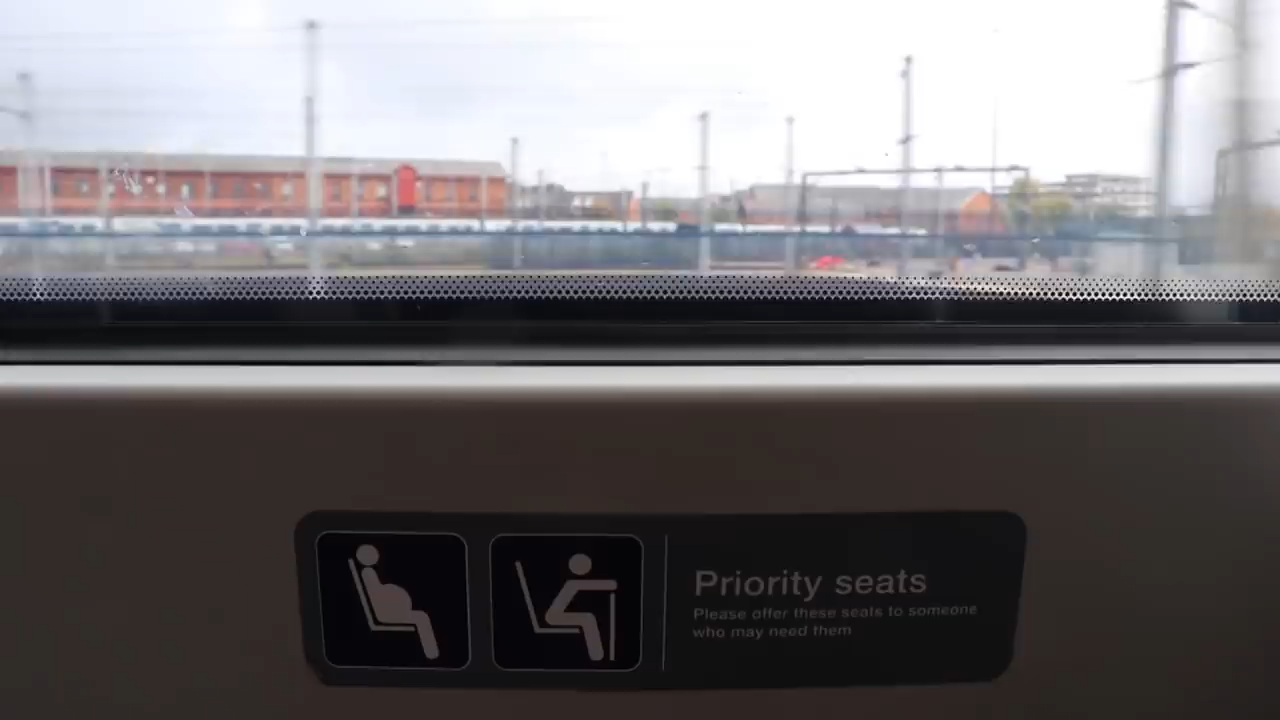 Priority seats
Please offer these seats to someone
who may need them